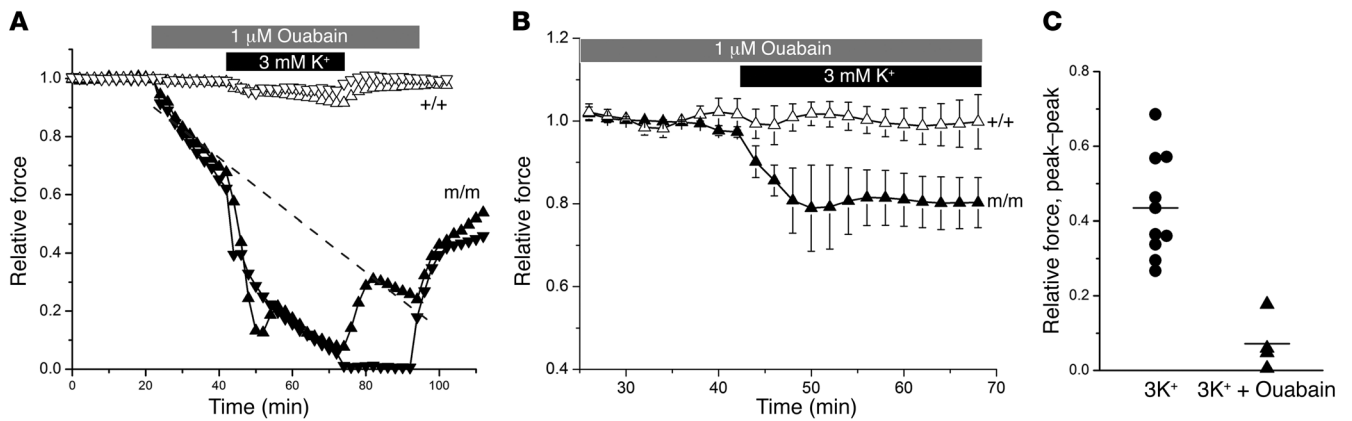 A
1 μM Ouabain
3 mM K+
1.0
0.8
0.6
0.4
0.2
0.0
Relative force
+/+
m/m
0
20
40
60
80
100
Time (min)
B
1 μM Ouabain
3 mM K+
1.2
1.0
0.8
0.6
0.4
Relative force
+/+
m/m
30
40
50
60
70
Time (min)
C
0.8
0.6
0.4
0.2
0.0
Relative force, peak–peak
3K+
3K+ + Ouabain